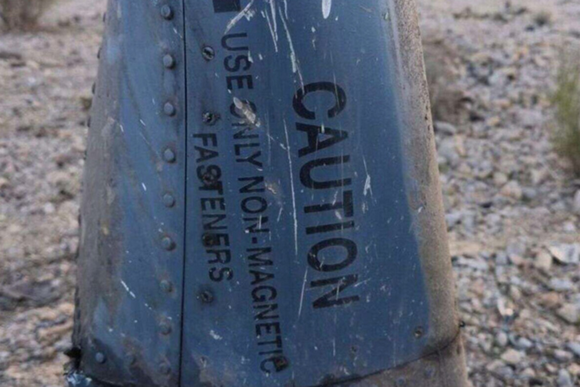 CAUTION
USE ONLY NON-MAGNETIC
FASTENERS